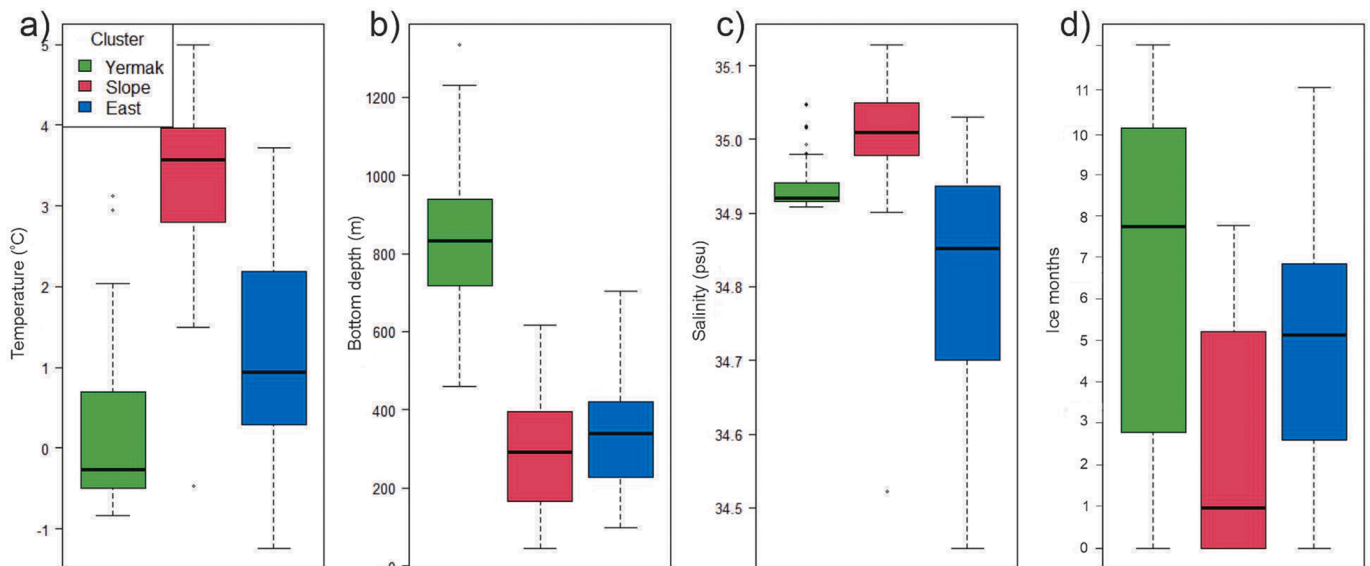 a)
Cluster
Yermak
Slope
East
Temperature (°C)
5
4
3
2
1
0
-1
b)
Bottom depth (m)
1200
1000
800
600
400
200
0
c)
Salinity (psu)
35.1
35.0
34.9
34.8
34.7
34.6
34.5
d)
Ice months
11
10
9
8
7
6
5
4
3
2
1
0